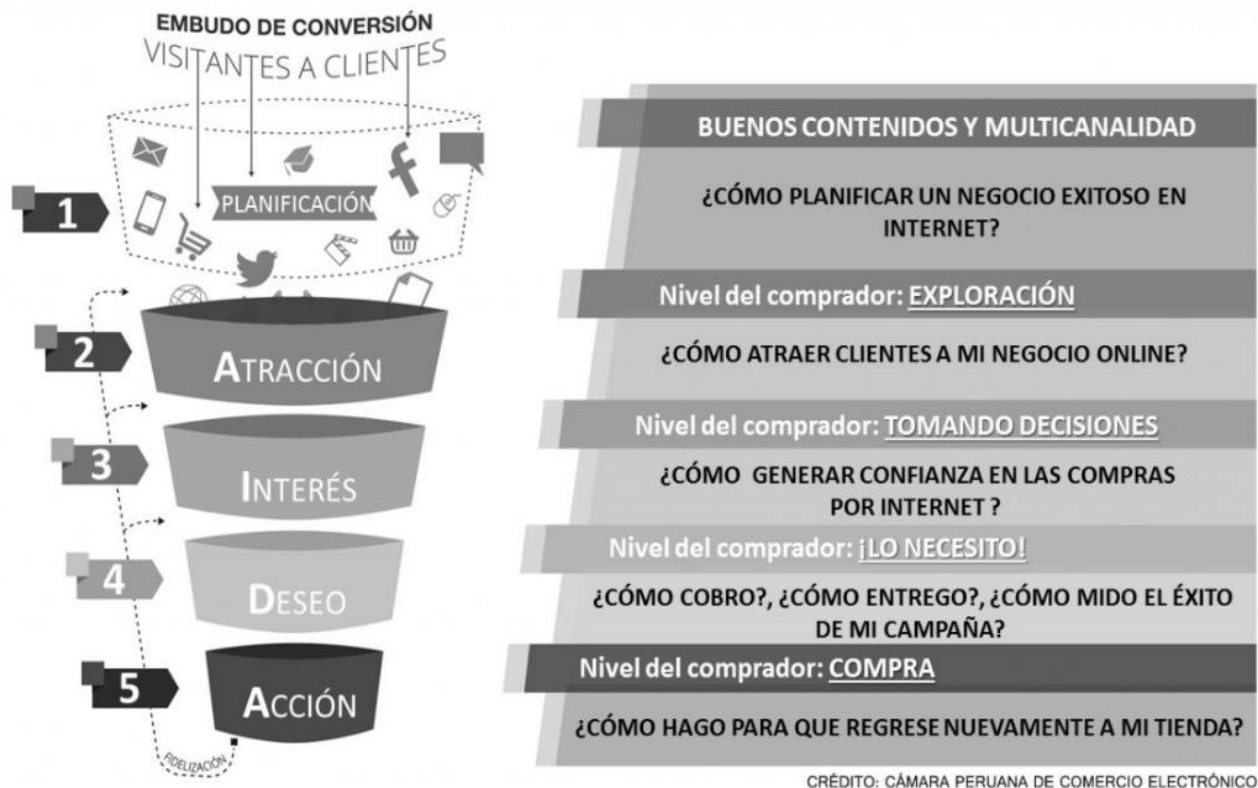 EMBUDO DE CONVERSIÓN
VISITANTES A CLIENTES
1
PLANIFICACIÓN
BUENOS CONTENIDOS Y MULTICANALIDAD
¿CÓMO PLANIFICAR UN NEGOCIO EXITOSO EN
INTERNET?
2
ATRACCIÓN
Nivel del comprador: EXPLORACIÓN
¿CÓMO ATRAER CLIENTES A MI NEGOCIO ONLINE?
3
INTERÉS
Nivel del comprador: TOMANDO DECISIONES
¿CÓMO GENERAR CONFIANZA EN LAS COMPRAS
POR INTERNET ?
4
DESEO
Nivel del comprador: ¡LO NECESITO!
¿CÓMO COBRO?, ¿CÓMO ENTREGO?, ¿CÓMO MIDO EL ÉXITO
DE MI CAMPAÑA?
5
ACCIÓN
Nivel del comprador: COMPRA
¿CÓMO HAGO PARA QUE REGRESE NUEVAMENTE A MI TIENDA?
FIDELIZACIÓN
CRÉDITO: CÁMARA PERUANA DE COMERCIO ELECTRÓNICO